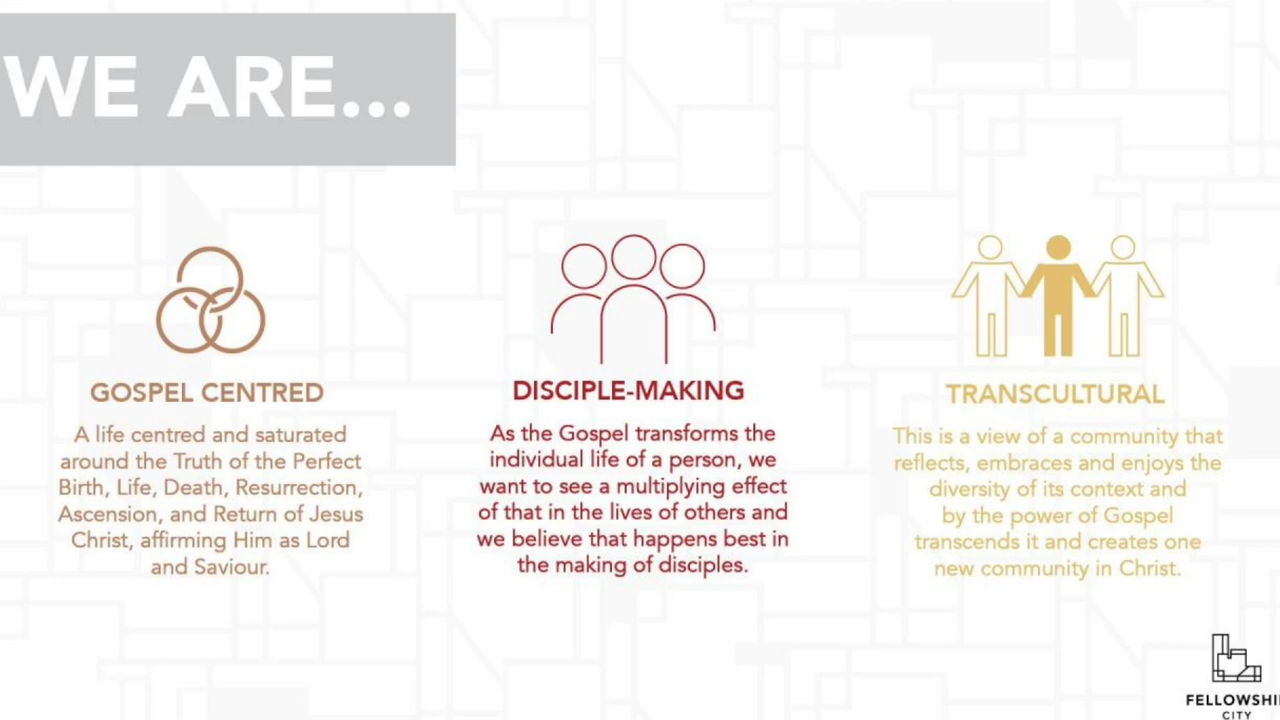 WE ARE...
GOSPEL CENTRED
A life centred and saturated
around the Truth of the Perfect
Birth, Life, Death, Resurrection,
Ascension, and Return of Jesus
Christ, affirming Him as Lord
and Saviour.
DISCIPLE-MAKING
As the Gospel transforms the
individual life of a person, we
want to see a multiplying effect
of that in the lives of others and
we believe that happens best in
the making of disciples.
TRANSCULTURAL
This is a view of a community that
reflects, embraces and enjoys the
diversity of its context and
by the power of Gospel
transcends it and creates one
new community in Christ.
FELLOWSHI
CITY